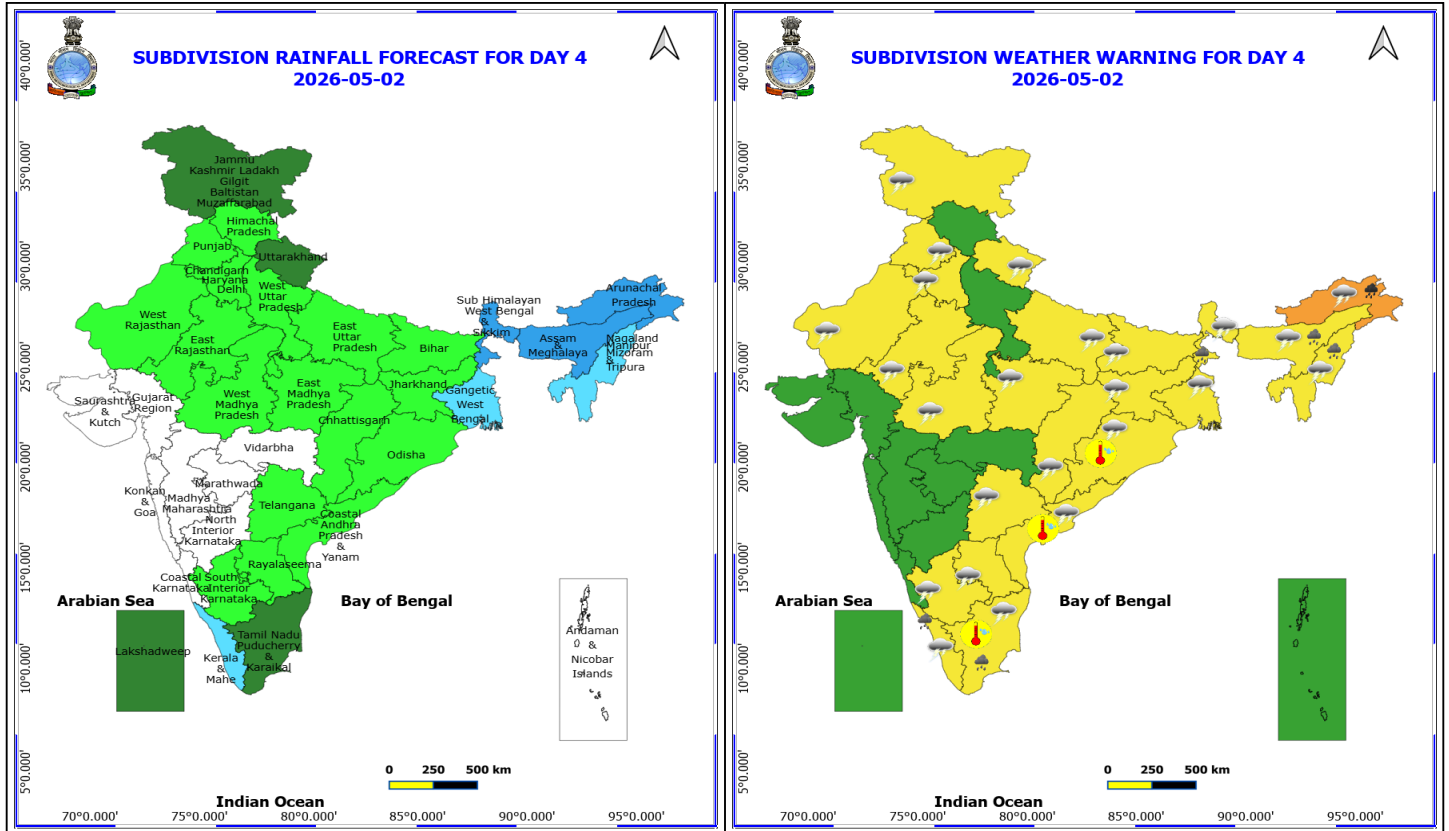 SUBDIVISION RAINFALL FORECAST FOR DAY 4
2026-05-02
40°0.000'
35°0.000'
30°0.000'
25°0.000'
20°0.000'
15°0.000'
10°0.000'
5°0.000'
Jammu
Kashmir Ladakh
Gilgit
Baltistan
Muzaffarabad
Himachal
Pradesh
Punjab
Uttarakhand
Chandigarh
Haryana
Delhi
West
Uttar
Pradesh
Arunachal
Pradesh
Sub Himalayan
West Bengal
&
Sikkim
West
Rajasthan
East
Rajasthan
East
Uttar
Pradesh
Bihar
Assam
&
Meghalaya
Nagaland
Manipur
Mizoram
&
Tripura
Saurashtra
&
Kutch
Gujarat
Region
West
Madhya
Pradesh
East
Madhya
Pradesh
Jharkhand
Gangetic
West
Bengal
Chhattisgarh
Vidarbha
Odisha
Konkan
&
Goa
Madhya
Maharashtra
Marathwada
North
Interior
Karnataka
Telangana
Coastal
Andhra
Pradesh
&
Yanam
Rayalaseema
Coastal
Karnataka
South
Interior
Karnataka
Arabian Sea
Bay of Bengal
Lakshadweep
Kerala
&
Mahe
Tamil Nadu
Puducherry
&
Karaikal
Andaman
&
Nicobar
Islands
0 250 500 km
Indian Ocean
70°0.000' 75°0.000' 80°0.000' 85°0.000' 90°0.000' 95°0.000'
SUBDIVISION WEATHER WARNING FOR DAY 4
2026-05-02
40°0.000'
35°0.000'
30°0.000'
25°0.000'
20°0.000'
15°0.000'
10°0.000'
5°0.000'
Arabian Sea
Bay of Bengal
0 250 500 km
Indian Ocean
70°0.000' 75°0.000' 80°0.000' 85°0.000' 90°0.000' 95°0.000'